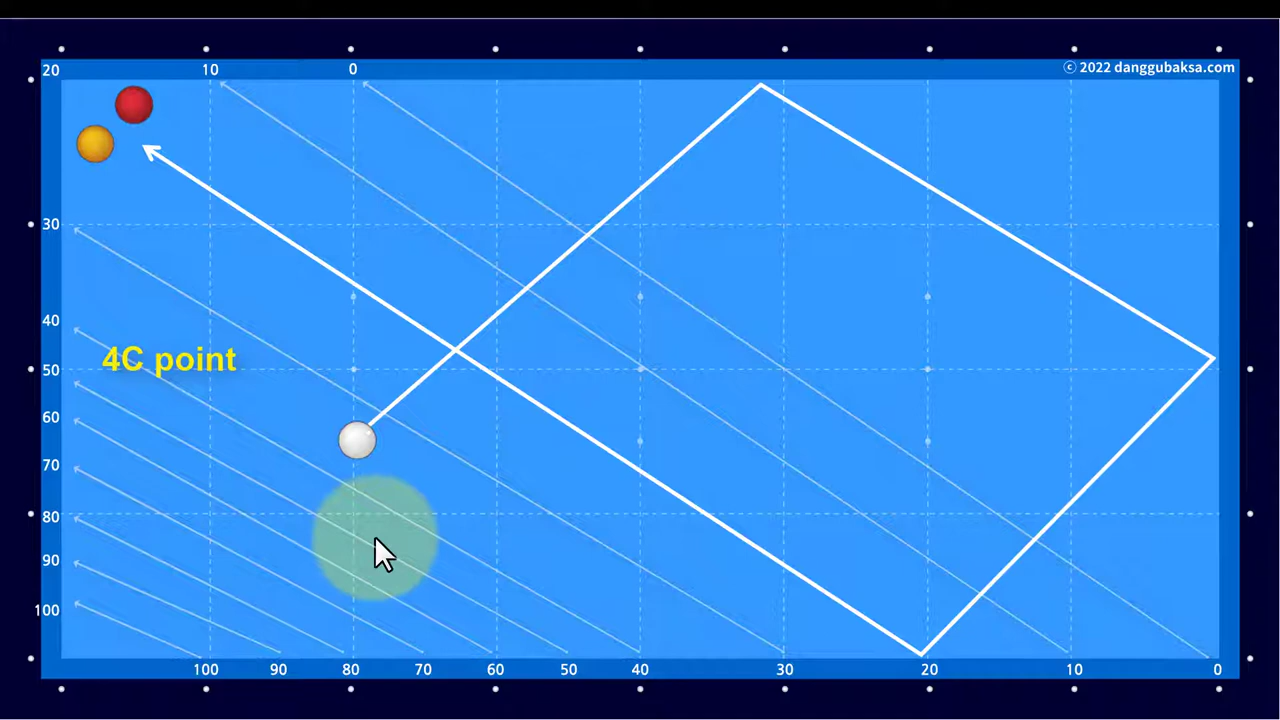 20 10 0 ⓒ 2022 danggubaksa.com
30
40
4C point
50
60
70
80
90
100
100 90 80 70 60 50 40 30 20 10 0